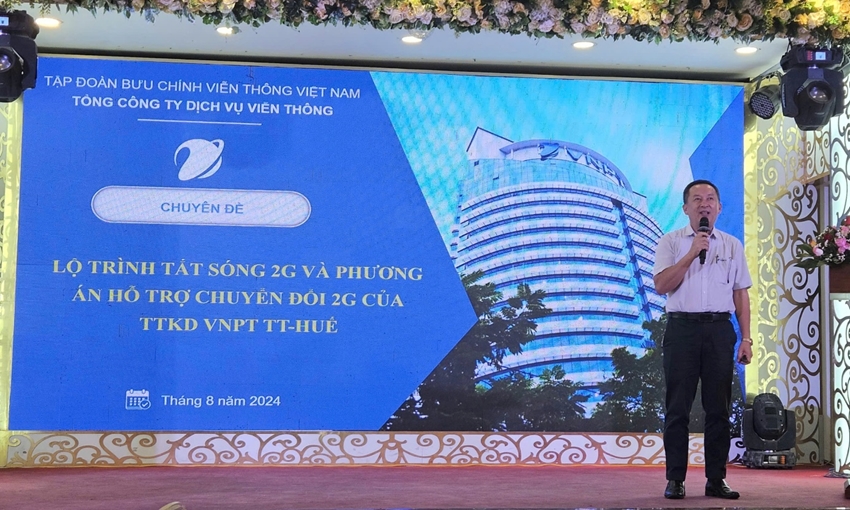 TẬP ĐOÀN BƯU CHÍNH VIỄN THÔNG VIỆT NAM
TỔNG CÔNG TY DỊCH VỤ VIỄN THÔNG
CHUYÊN ĐỀ
LỘ TRÌNH TẮT SÓNG 2G VÀ PHƯƠNG
ÁN HỖ TRỢ CHUYỂN ĐỔI 2G CỦA
TTKD VNPT TT-HUẾ
Tháng 8 năm 2024
VNPT